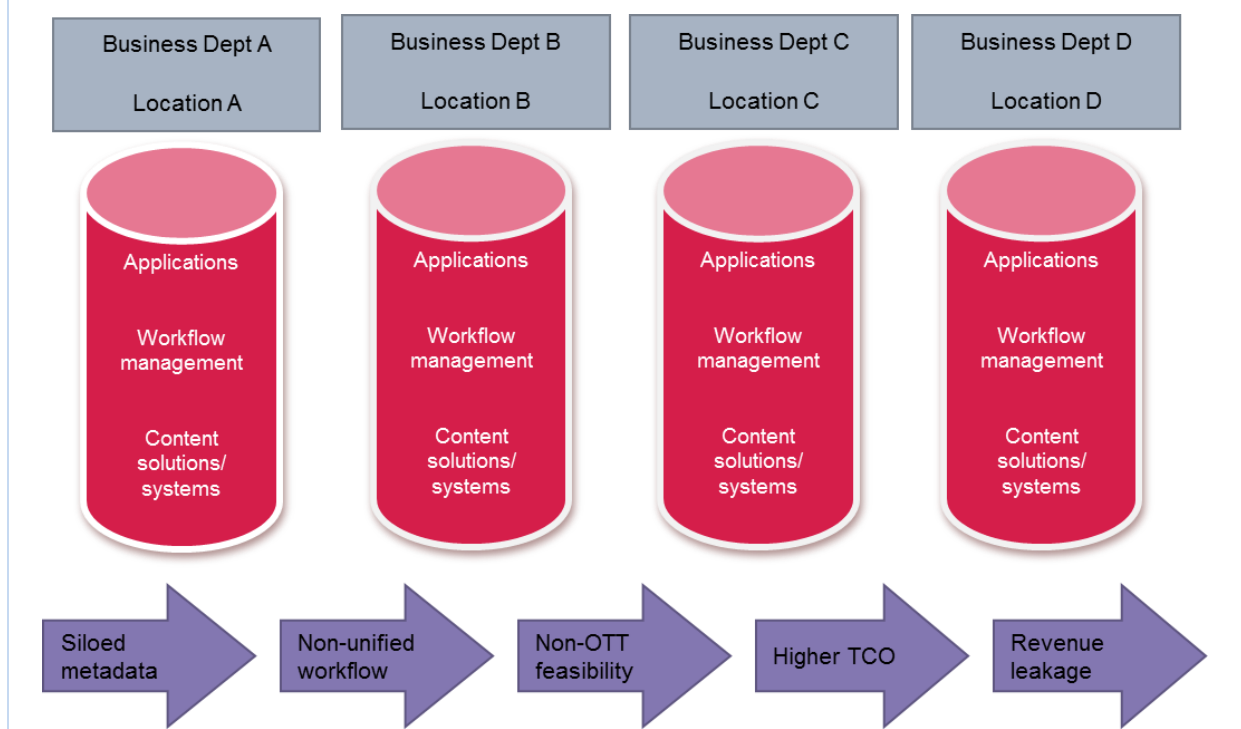 Business Dept A
Location A
Business Dept B
Location B
Business Dept C
Location C
Business Dept D
Location D
Applications
Workflow
management
Content
solutions/
systems
Applications
Workflow
management
Content
solutions/
systems
Applications
Workflow
management
Content
solutions/
systems
Applications
Workflow
management
Content
solutions/
systems
Siloed
metadata
Non-unified
workflow
Non-OTT
feasibility
Higher TCO
Revenue
leakage